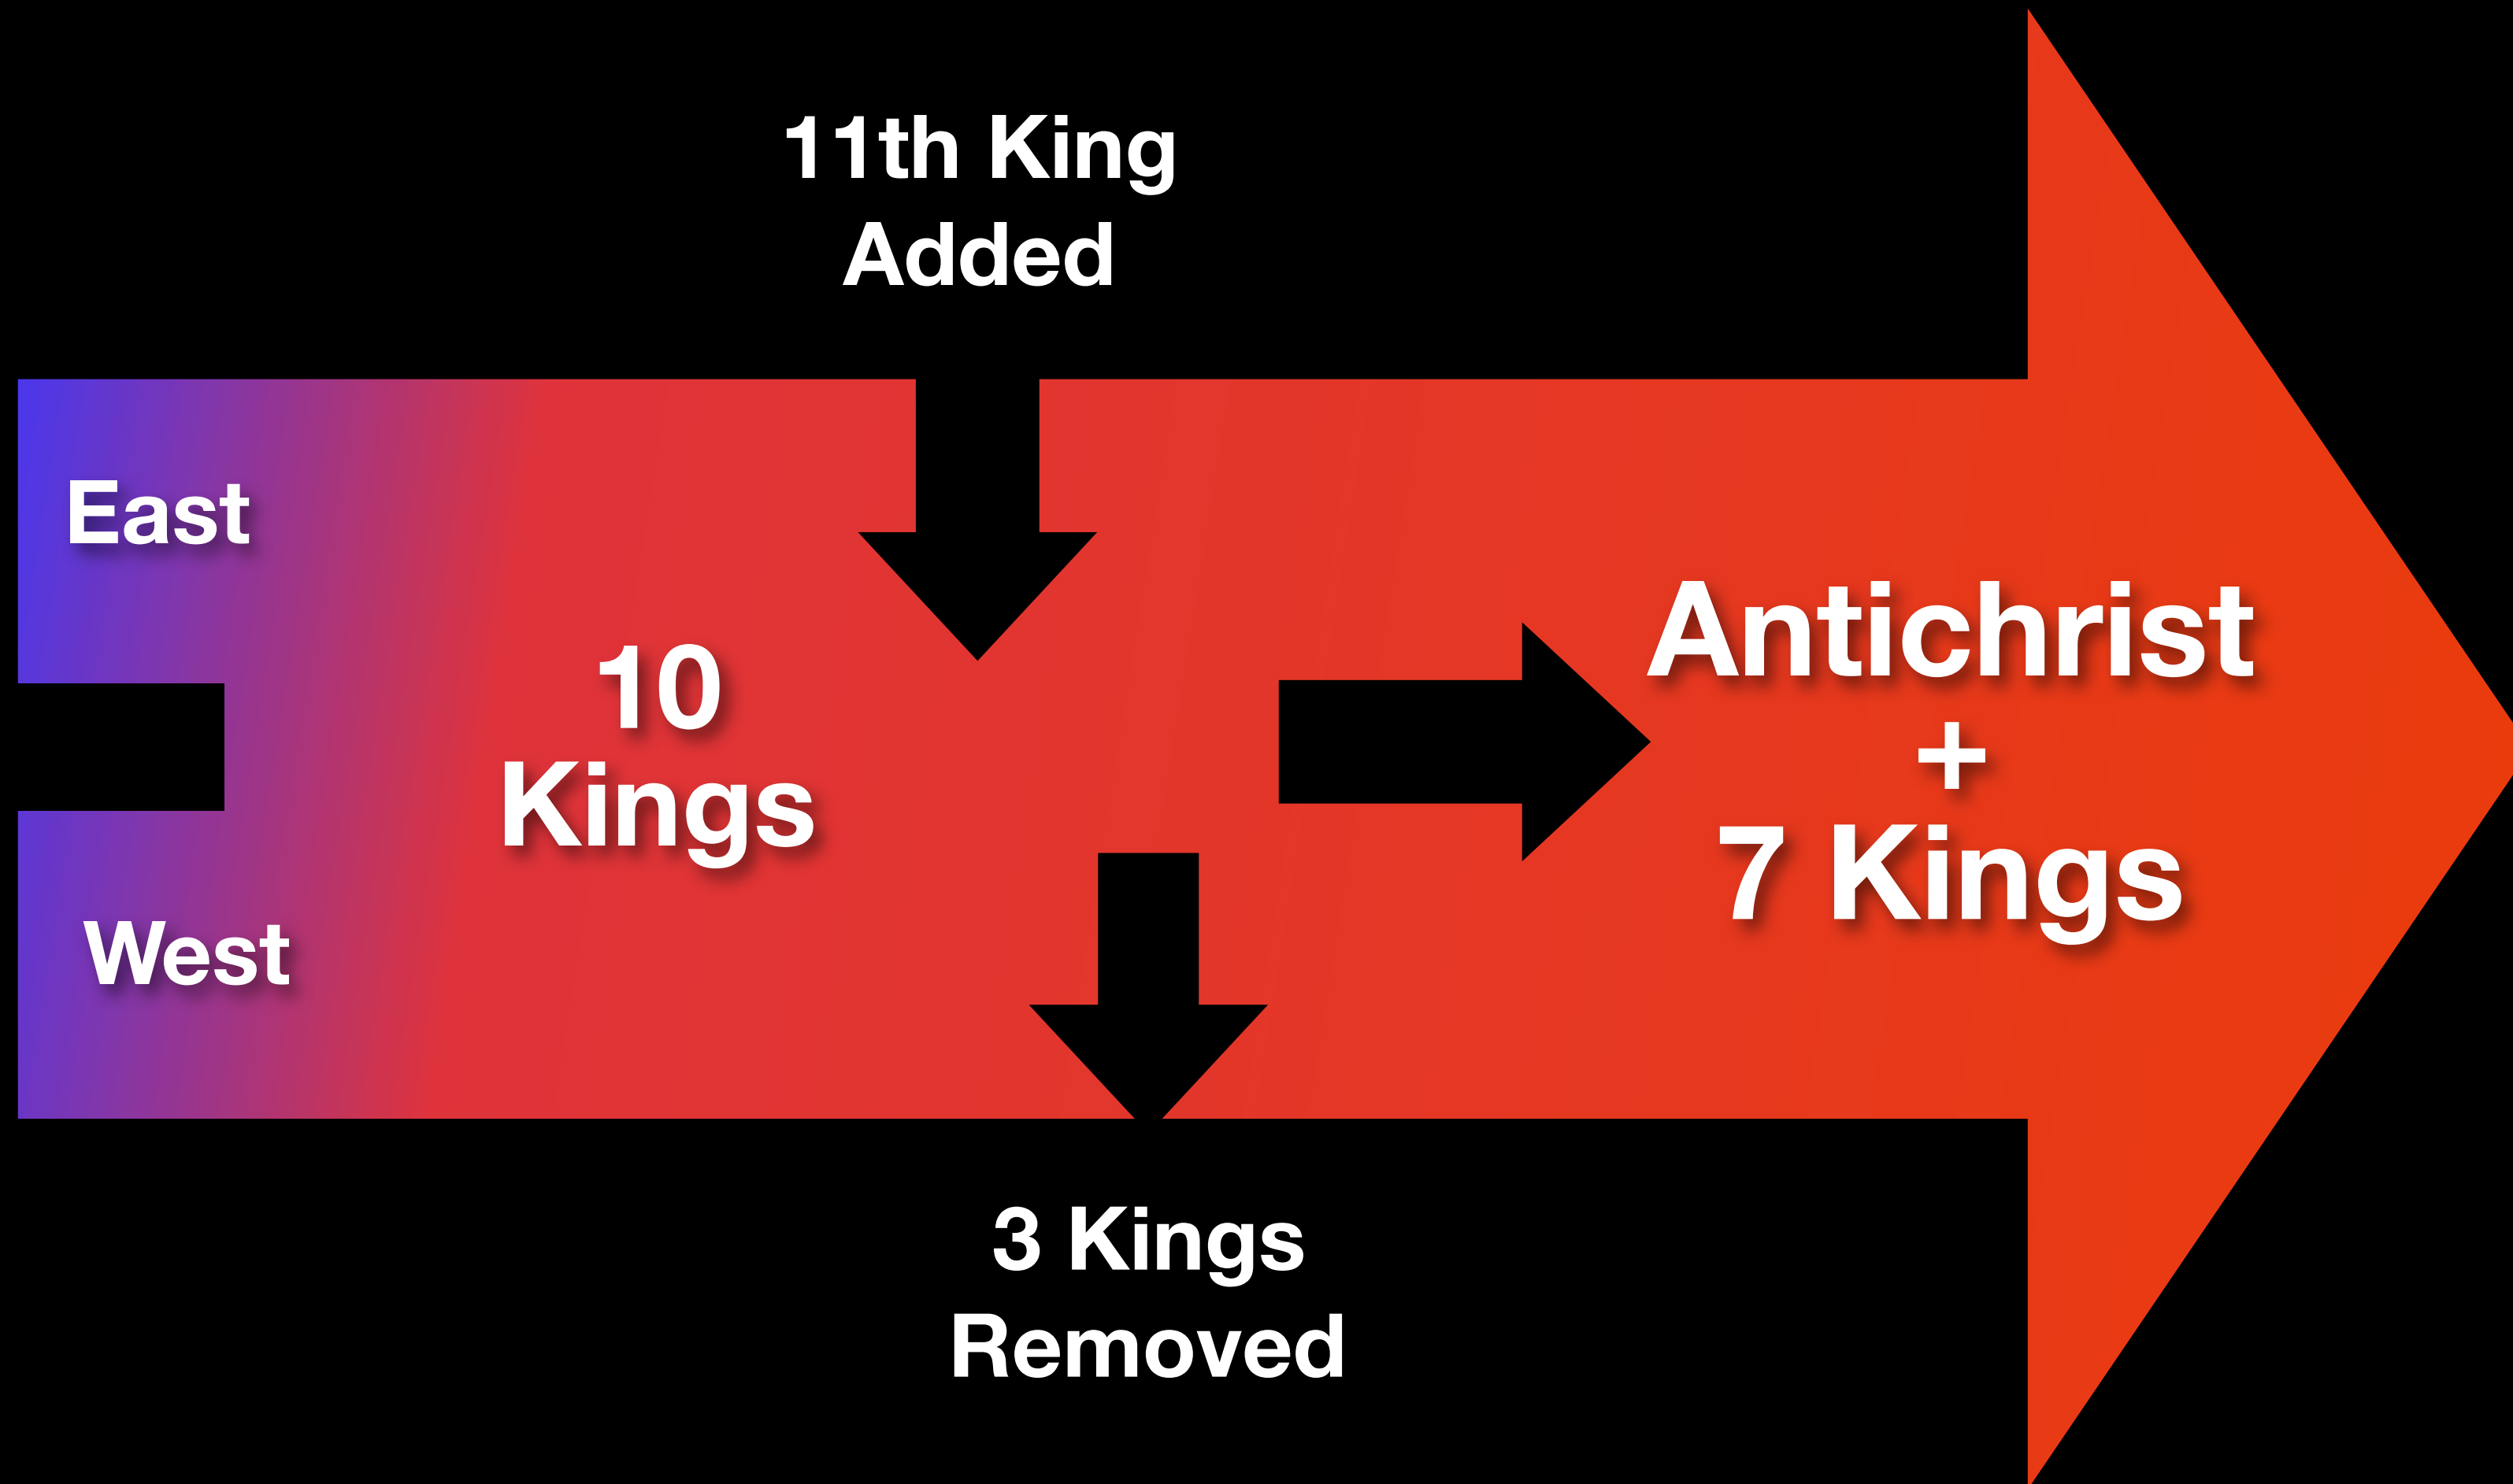 11th King
Added
East
West
10
Kings
3 Kings
Removed
Antichrist
+
7 Kings